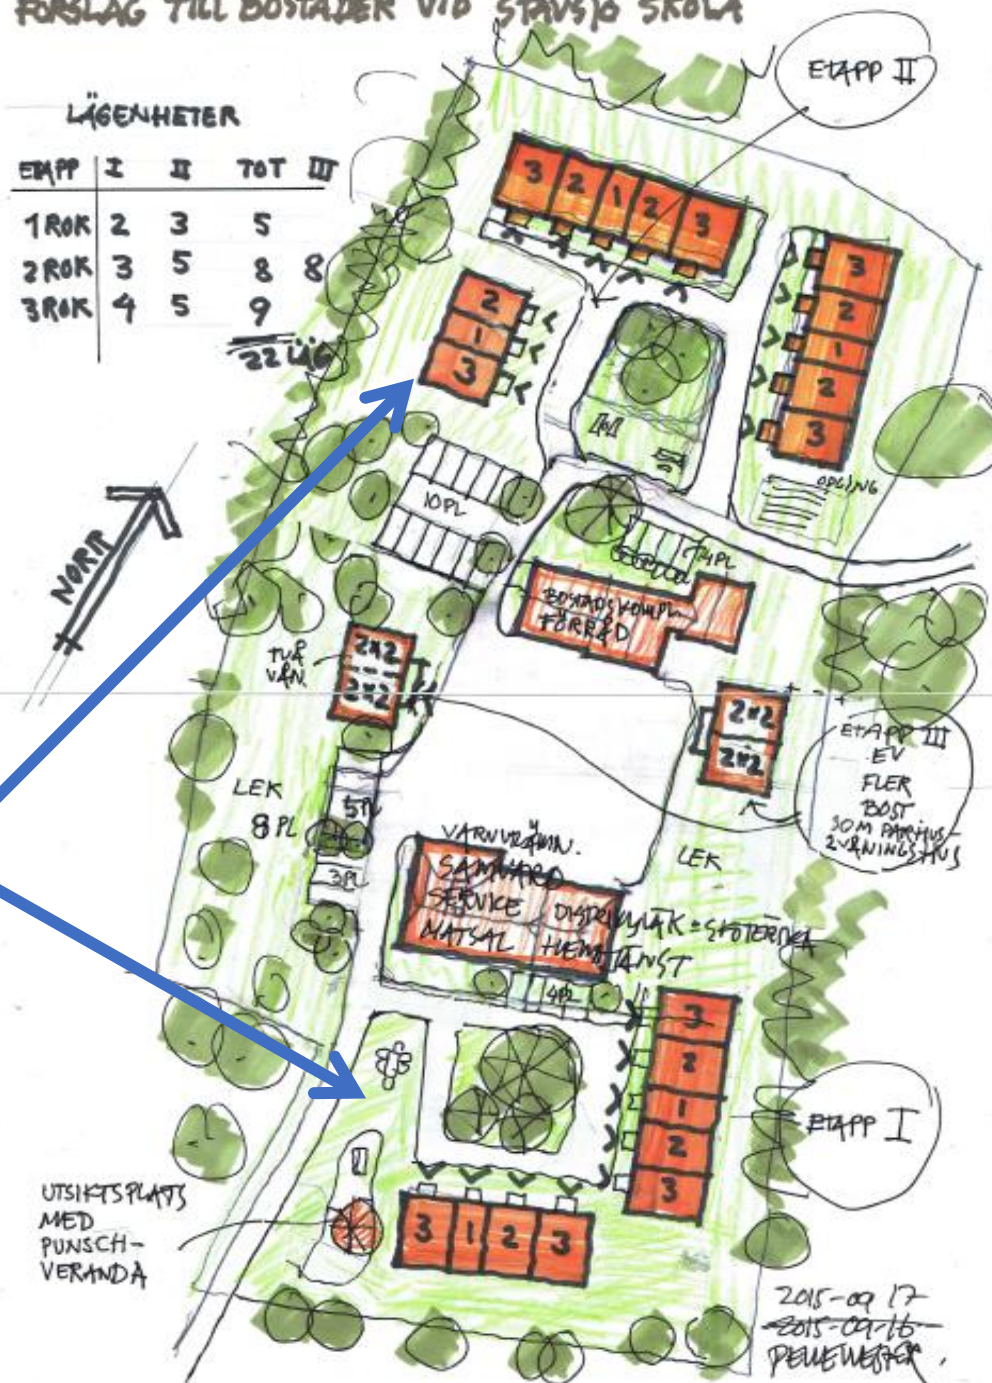 FÖRSLAG TILL BOSTÄDER VID STAVSJÖ SKOLA
LÄGENHETER
ETAPP I II TOT III
1 ROK 2 3 5
2 ROK 3 5 8 8
3 ROK 4 5 9
22 LÄG
ETAPP II
3 2 1 2 3
3
2
1
2
3
2
1
3
ODLING
10 PL
4 PL
NORR
BOSTADSKOMPL
FÖRRÅD
TVÅ
VÅN.
2x2
2x2
2x2
2x2
ETAPP III
EV
FLER
BOST
SOM PARHUS-
2 VÅNINGSHUS
LEK
8 PL
5 PL
3 PL
LEK
SAMVARO
SERVICE
MATSAL
4 PL
3
2
1
2
3
ETAPP I
3 1 2 3
UTSIKTSPLATS
MED
PUNSCH-
VERANDA
2015-09-17
2015-09-16